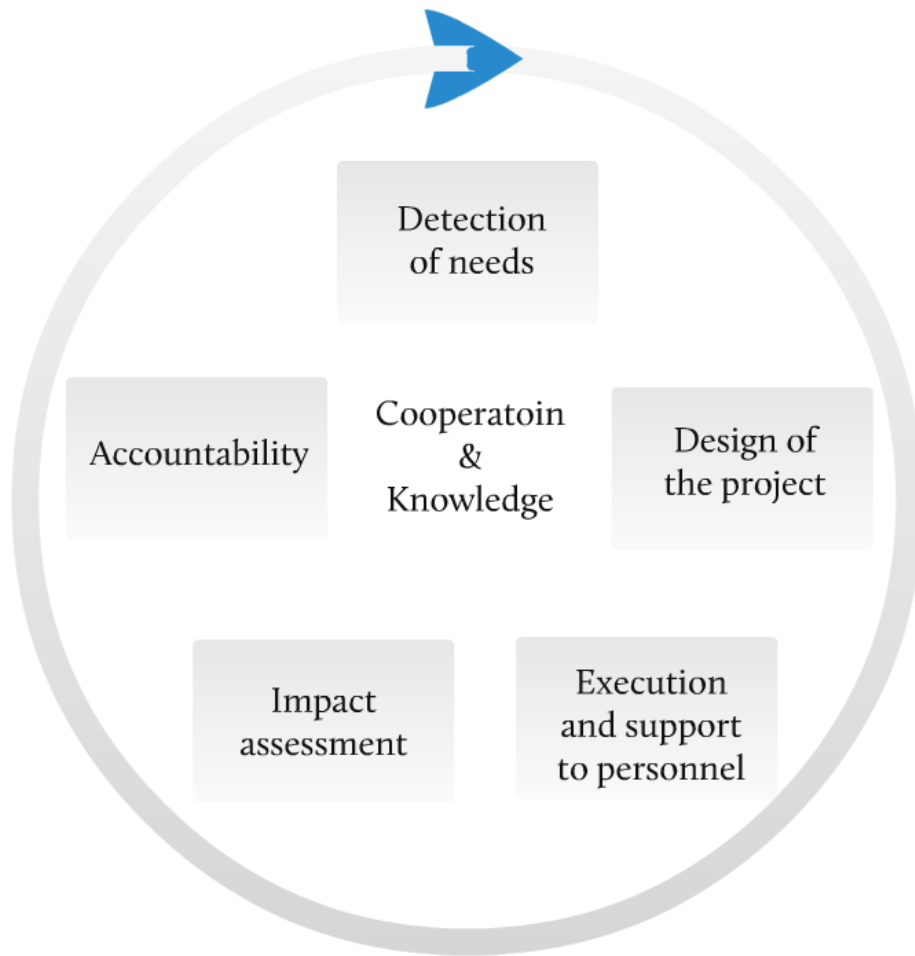 Detection
of needs
Accountability
Cooperatoin
&
Knowledge
Design of
the project
Impact
assessment
Execution
and support
to personnel